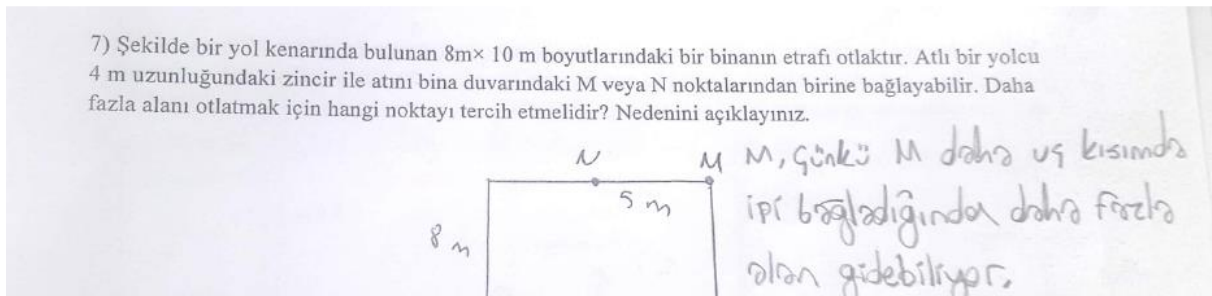 7) Şekilde bir yol kenarında bulunan 8m× 10 m boyutlarındaki bir binanın etrafı otlaktır. Atlı bir yolcu
4 m uzunluğundaki zincir ile atını bina duvarındaki M veya N noktalarından birine bağlayabilir. Daha
fazla alanı otlatmak için hangi noktayı tercih etmelidir? Nedenini açıklayınız.
N
M
M, Çünkü M daha uç kısımda
5 m
ipi bağladığından daha fazla
8 m
alan gidebiliyor.